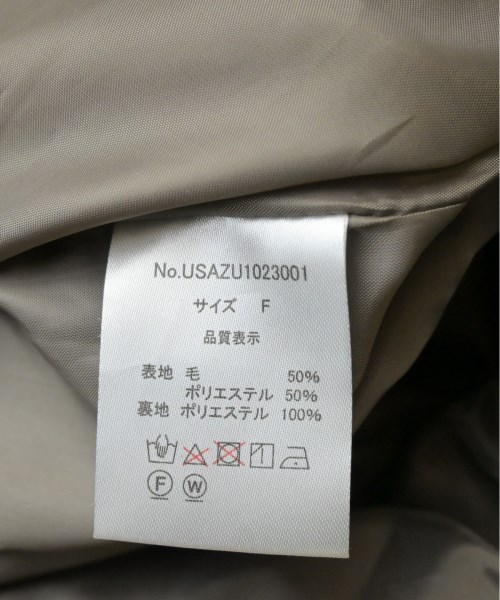 No.USAZU1023001
サイズ F
品質表示
表地 毛 50%
ポリエステル 50%
裏地 ポリエステル 100%
F W